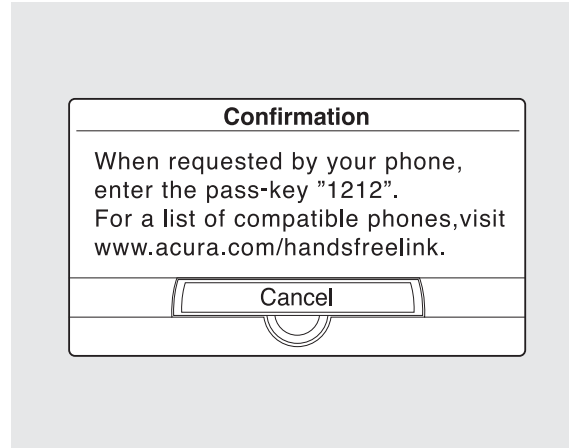 Confirmation
When requested by your phone,
enter the pass-key "1212".
For a list of compatible phones,visit
www.acura.com/handsfreelink.
Cancel